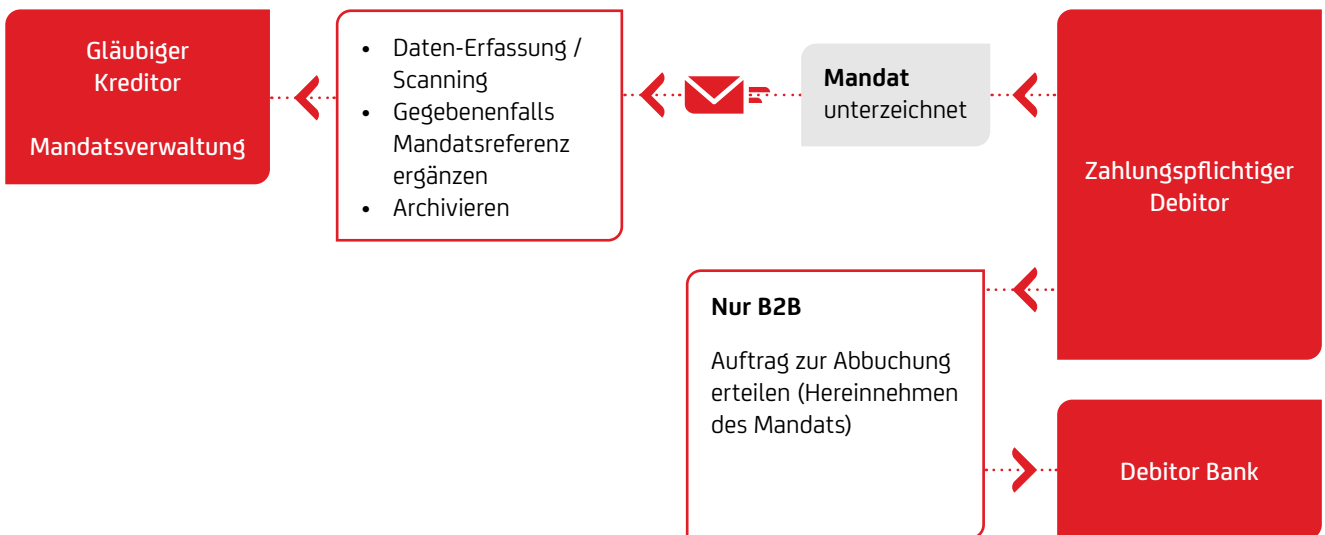 Gläubiger
Kreditor
Mandatsverwaltung
• Daten-Erfassung /
Scanning
• Gegebenenfalls
Mandatsreferenz
ergänzen
• Archivieren
Mandat
unterzeichnet
Zahlungspflichtiger
Debitor
Nur B2B
Auftrag zur Abbuchung
erteilen (Hereinnehmen
des Mandats)
Debitor Bank